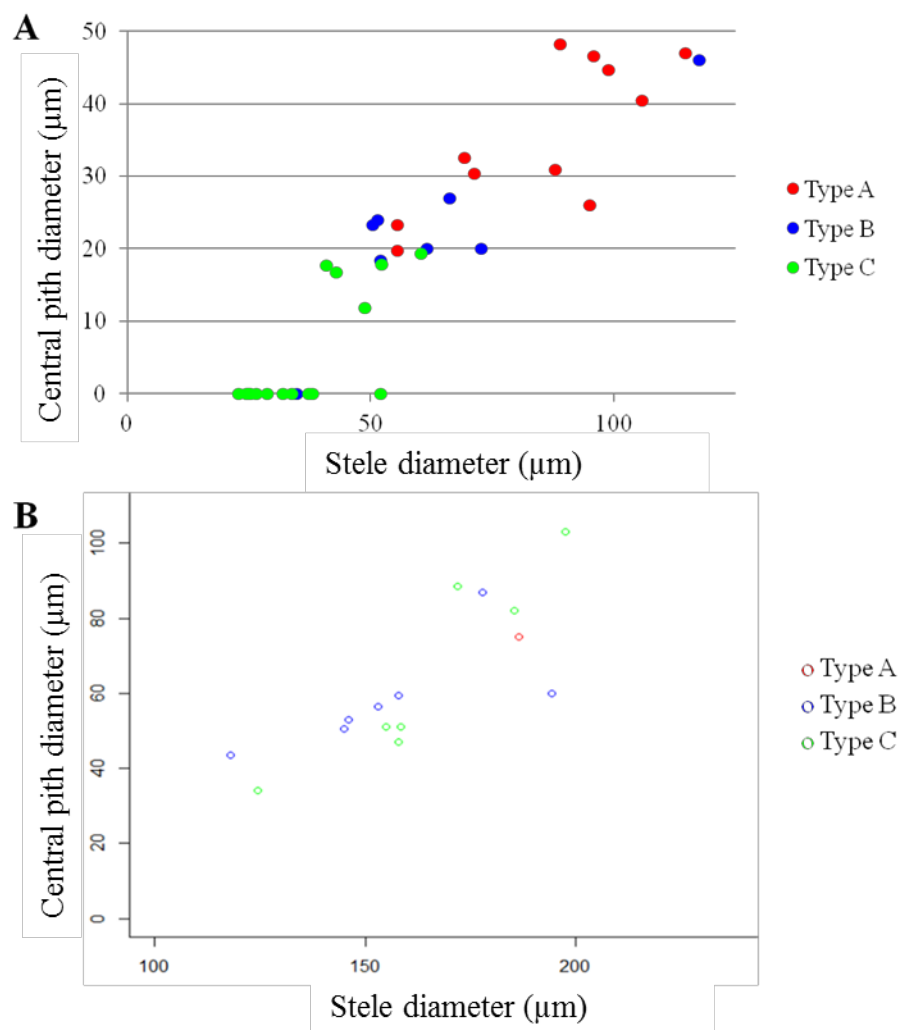 A
Central pith diameter (µm)
50
40
30
20
10
0
0
50
100
Stele diameter (µm)
Type A
Type B
Type C
B
Central pith diameter (µm)
100
80
60
40
20
0
100
150
200
Stele diameter (µm)
Type A
Type B
Type C